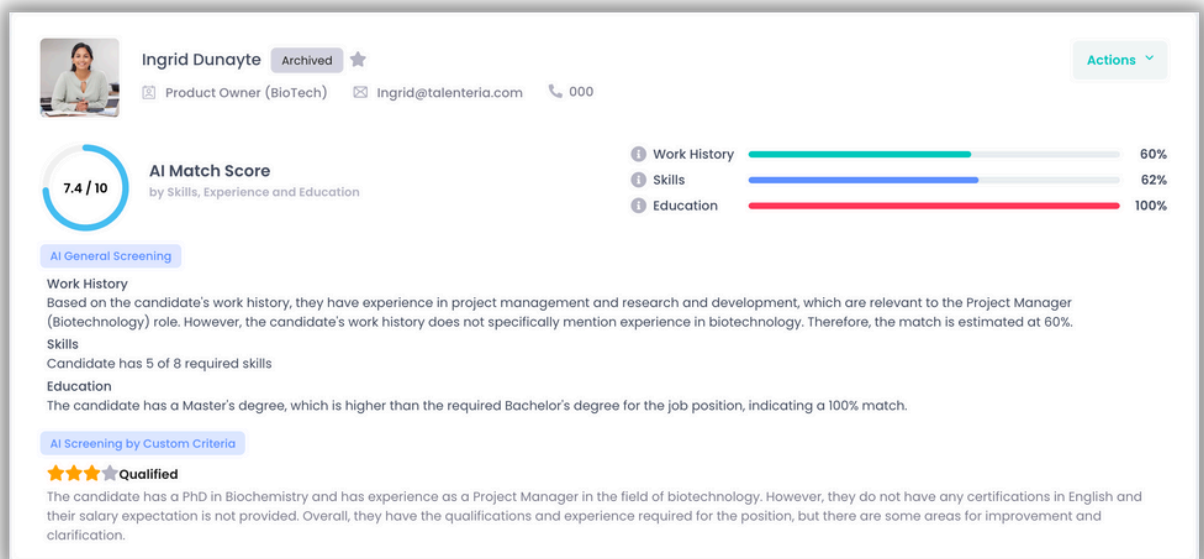 Ingrid Dunayte Archived
Actions
Product Owner (BioTech) Ingrid@talenteria.com 000
7.4 / 10
AI Match Score
by Skills, Experience and Education
Work History 60%
Skills 62%
Education 100%
AI General Screening
Work History
Based on the candidate's work history, they have experience in project management and research and development, which are relevant to the Project Manager
(Biotechnology) role. However, the candidate's work history does not specifically mention experience in biotechnology. Therefore, the match is estimated at 60%.
Skills
Candidate has 5 of 8 required skills
Education
The candidate has a Master's degree, which is higher than the required Bachelor's degree for the job position, indicating a 100% match.
AI Screening by Custom Criteria
Qualified
The candidate has a PhD in Biochemistry and has experience as a Project Manager in the field of biotechnology. However, they do not have any certifications in English and
their salary expectation is not provided. Overall, they have the qualifications and experience required for the position, but there are some areas for improvement and
clarification.